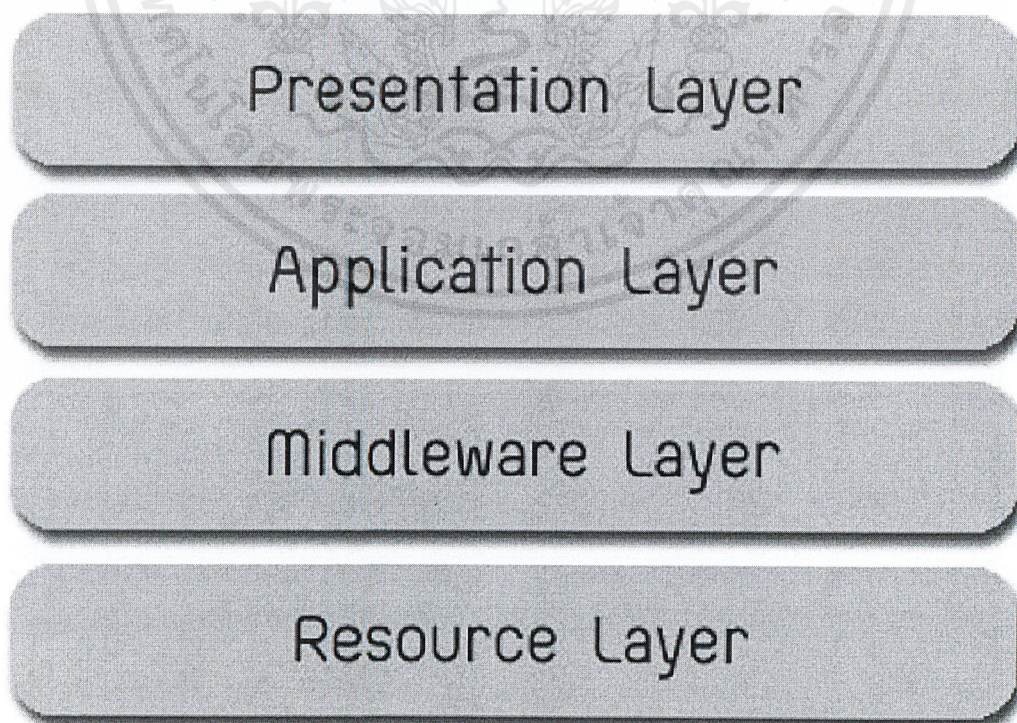 Presentation Layer
Application Layer
Middleware Layer
Resource Layer